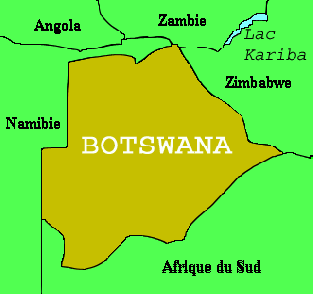 Angola
Zambie
Lac
Kariba
Zimbabwe
Namibie
BOTSWANA
Afrique du Sud